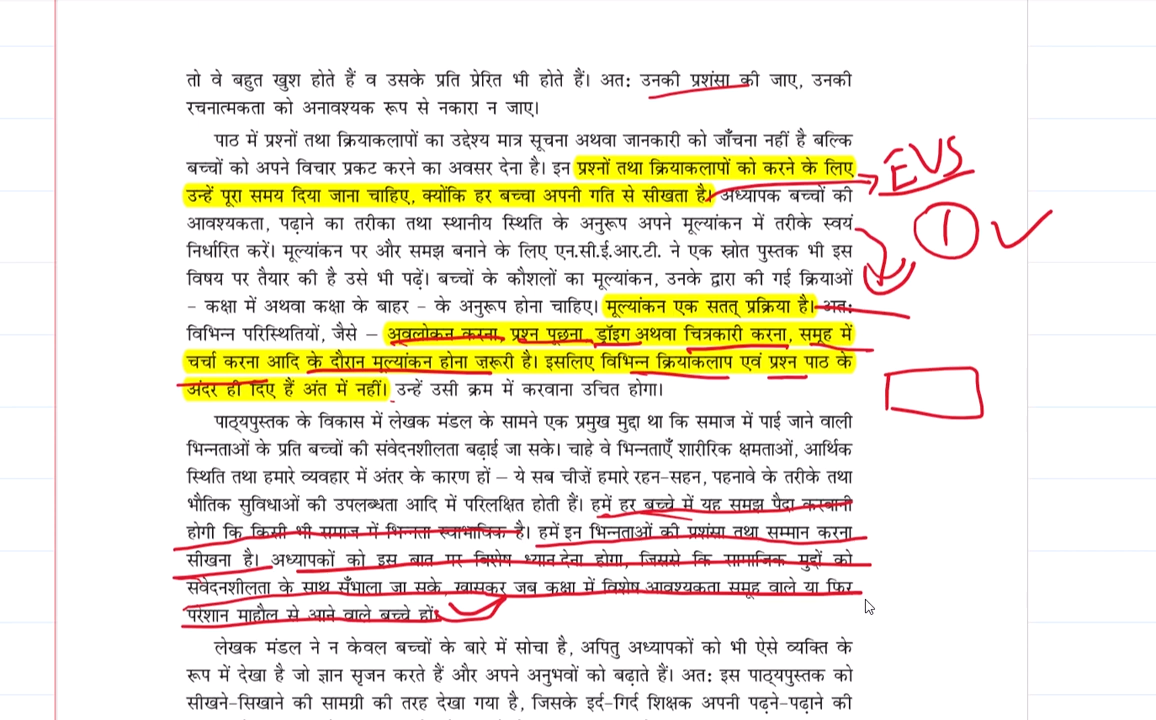 तो वे बहुत खुश होते हैं व उसके प्रति प्रेरित भी होते हैं। अत: उनकी प्रशंसा की जाए, उनकी
रचनात्मकता को अनावश्यक रूप से नकारा न जाए।
पाठ में प्रश्नों तथा क्रियाकलापों का उद्देश्य मात्र सूचना अथवा जानकारी को जाँचना नहीं है बल्कि
बच्चों को अपने विचार प्रकट करने का अवसर देना है। इन प्रश्नों तथा क्रियाकलापों को करने के लिए
उन्हें पूरा समय दिया जाना चाहिए, क्योंकि हर बच्चा अपनी गति से सीखता है। अध्यापक बच्चों की
EVS
आवश्यकता, पढ़ाने का तरीका तथा स्थानीय स्थिति के अनुरूप अपने मूल्यांकन में तरीके स्वयं
1
निर्धारित करें। मूल्यांकन पर और समझ बनाने के लिए एन.सी.ई.आर.टी. ने एक स्रोत पुस्तक भी इस
विषय पर तैयार की है उसे भी पढ़ें। बच्चों के कौशलों का मूल्यांकन, उनके द्वारा की गई क्रियाओं
– कक्षा में अथवा कक्षा के बाहर – के अनुरूप होना चाहिए। मूल्यांकन एक सतत् प्रक्रिया है। अत:
विभिन्न परिस्थितियों, जैसे – अवलोकन करना, प्रश्न पूछना, ड्रॉइंग अथवा चित्रकारी करना, समूह में
चर्चा करना आदि के दौरान मूल्यांकन होना ज़रूरी है। इसलिए विभिन्न क्रियाकलाप एवं प्रश्न पाठ के
अंदर ही दिए हैं अंत में नहीं। उन्हें उसी क्रम में करवाना उचित होगा।
पाठ्यपुस्तक के विकास में लेखक मंडल के सामने एक प्रमुख मुद्दा था कि समाज में पाई जाने वाली
भिन्नताओं के प्रति बच्चों की संवेदनशीलता बढ़ाई जा सके। चाहे वे भिन्नताएँ शारीरिक क्षमताओं, आर्थिक
स्थिति तथा हमारे व्यवहार में अंतर के कारण हों – ये सब चीज़ें हमारे रहन-सहन, पहनावे के तरीके तथा
भौतिक सुविधाओं की उपलब्धता आदि में परिलक्षित होती हैं। हमें हर बच्चे में यह समझ पैदा करवानी
होगी कि किसी भी समाज में भिन्नता स्वाभाविक है। हमें इन भिन्नताओं की प्रशंसा तथा सम्मान करना
सीखना है। अध्यापकों को इस बात पर विशेष ध्यान देना होगा, जिससे कि सामाजिक मुद्दों को
संवेदनशीलता के साथ सँभाला जा सके, खासकर जब कक्षा में विशेष आवश्यकता समूह वाले या फिर
परेशान माहौल से आने वाले बच्चे हों।
लेखक मंडल ने न केवल बच्चों के बारे में सोचा है, अपितु अध्यापकों को भी ऐसे व्यक्ति के
रूप में देखा है जो ज्ञान सृजन करते हैं और अपने अनुभवों को बढ़ाते हैं। अत: इस पाठ्यपुस्तक को
सीखने-सिखाने की सामग्री की तरह देखा गया है, जिसके इर्द-गिर्द शिक्षक अपनी पढ़ने-पढ़ाने की